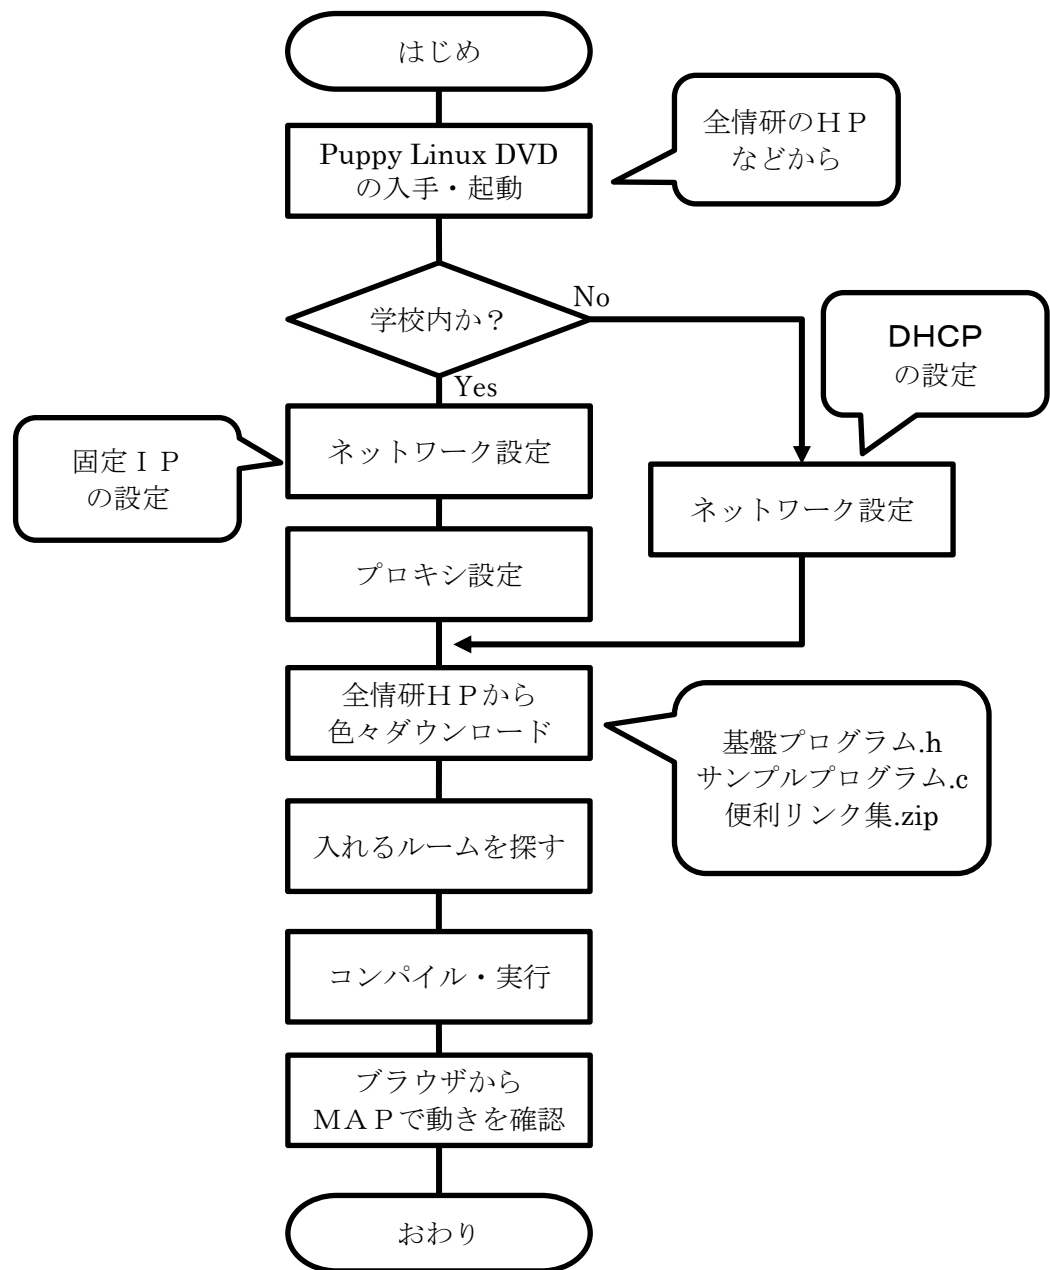 はじめ
Puppy Linux DVD
の入手・起動
全情研のＨＰ
などから
学校内か？
No
Yes
DHCP
の設定
固定ＩＰ
の設定
ネットワーク設定
ネットワーク設定
プロキシ設定
全情研ＨＰから
色々ダウンロード
基盤プログラム.h
サンプルプログラム.c
便利リンク集.zip
入れるルームを探す
コンパイル・実行
ブラウザから
ＭＡＰで動きを確認
おわり